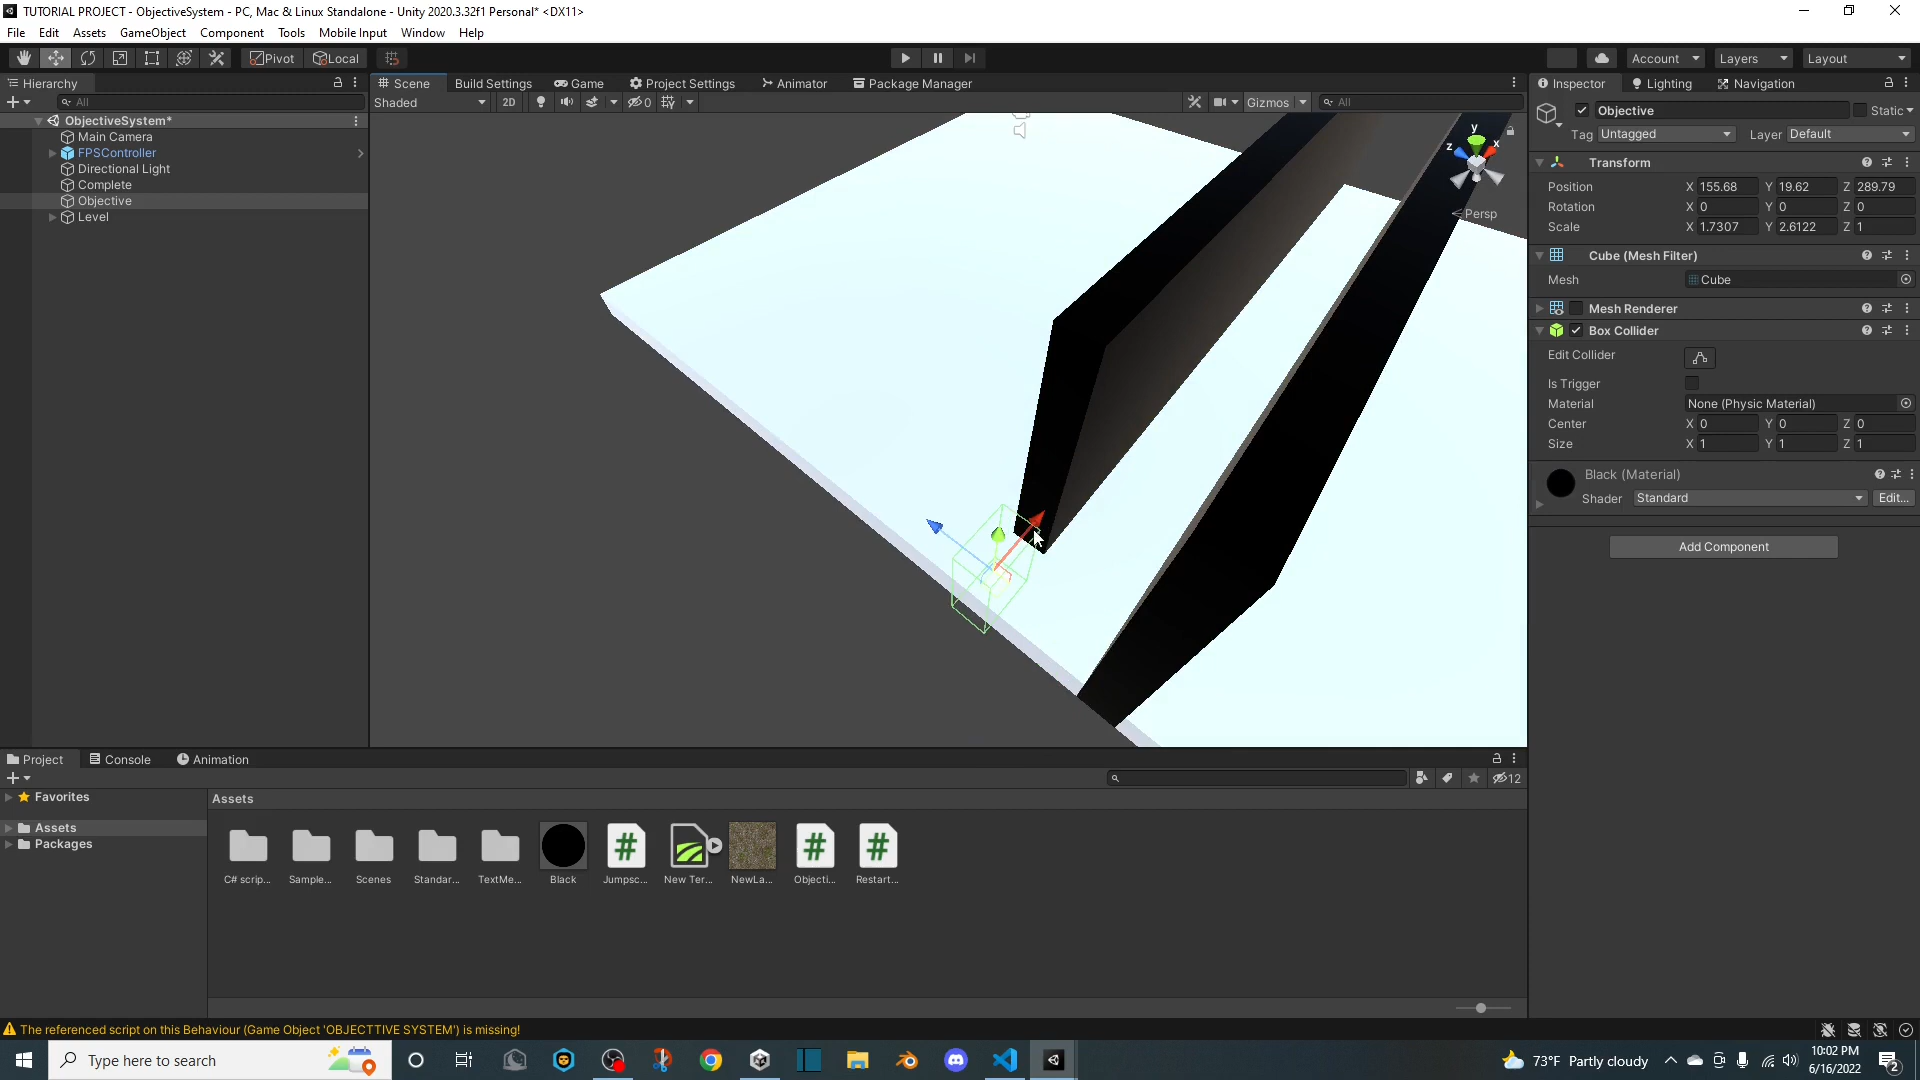 TUTORIAL PROJECT - ObjectiveSystem - PC, Mac & Linux Standalone - Unity 2020.3.32f1 Personal* <DX11>
File Edit Assets GameObject Component Tools Mobile Input Window Help
Pivot Local Account Layers Layout
Hierarchy
All
ObjectiveSystem*
Main Camera
FPSController
Directional Light
Complete
Objective
Level
Scene Build Settings Game Project Settings Animator Package Manager
Shaded 2D 0 Gizmos All
y
z x
Persp
Inspector Lighting Navigation
Objective Static
Tag Untagged Layer Default
Transform
Position X 155.68 Y 19.62 Z 289.79
Rotation X 0 Y 0 Z 0
Scale X 1.7307 Y 2.6122 Z 1
Cube (Mesh Filter)
Mesh Cube
Mesh Renderer
Box Collider
Edit Collider
Is Trigger
Material None (Physic Material)
Center X 0 Y 0 Z 0
Size X 1 Y 1 Z 1
Black (Material)
Shader Standard Edit...
Add Component
Project Console Animation
12
Favorites
Assets
Packages
Assets
C# scrip... Sample... Scenes Standar... TextMe... Black Jumpsc... New Ter... NewLa... Objecti... Restart...
The referenced script on this Behaviour (Game Object 'OBJECTTIVE SYSTEM') is missing!
Type here to search
73°F Partly cloudy
10:02 PM
6/16/2022
2